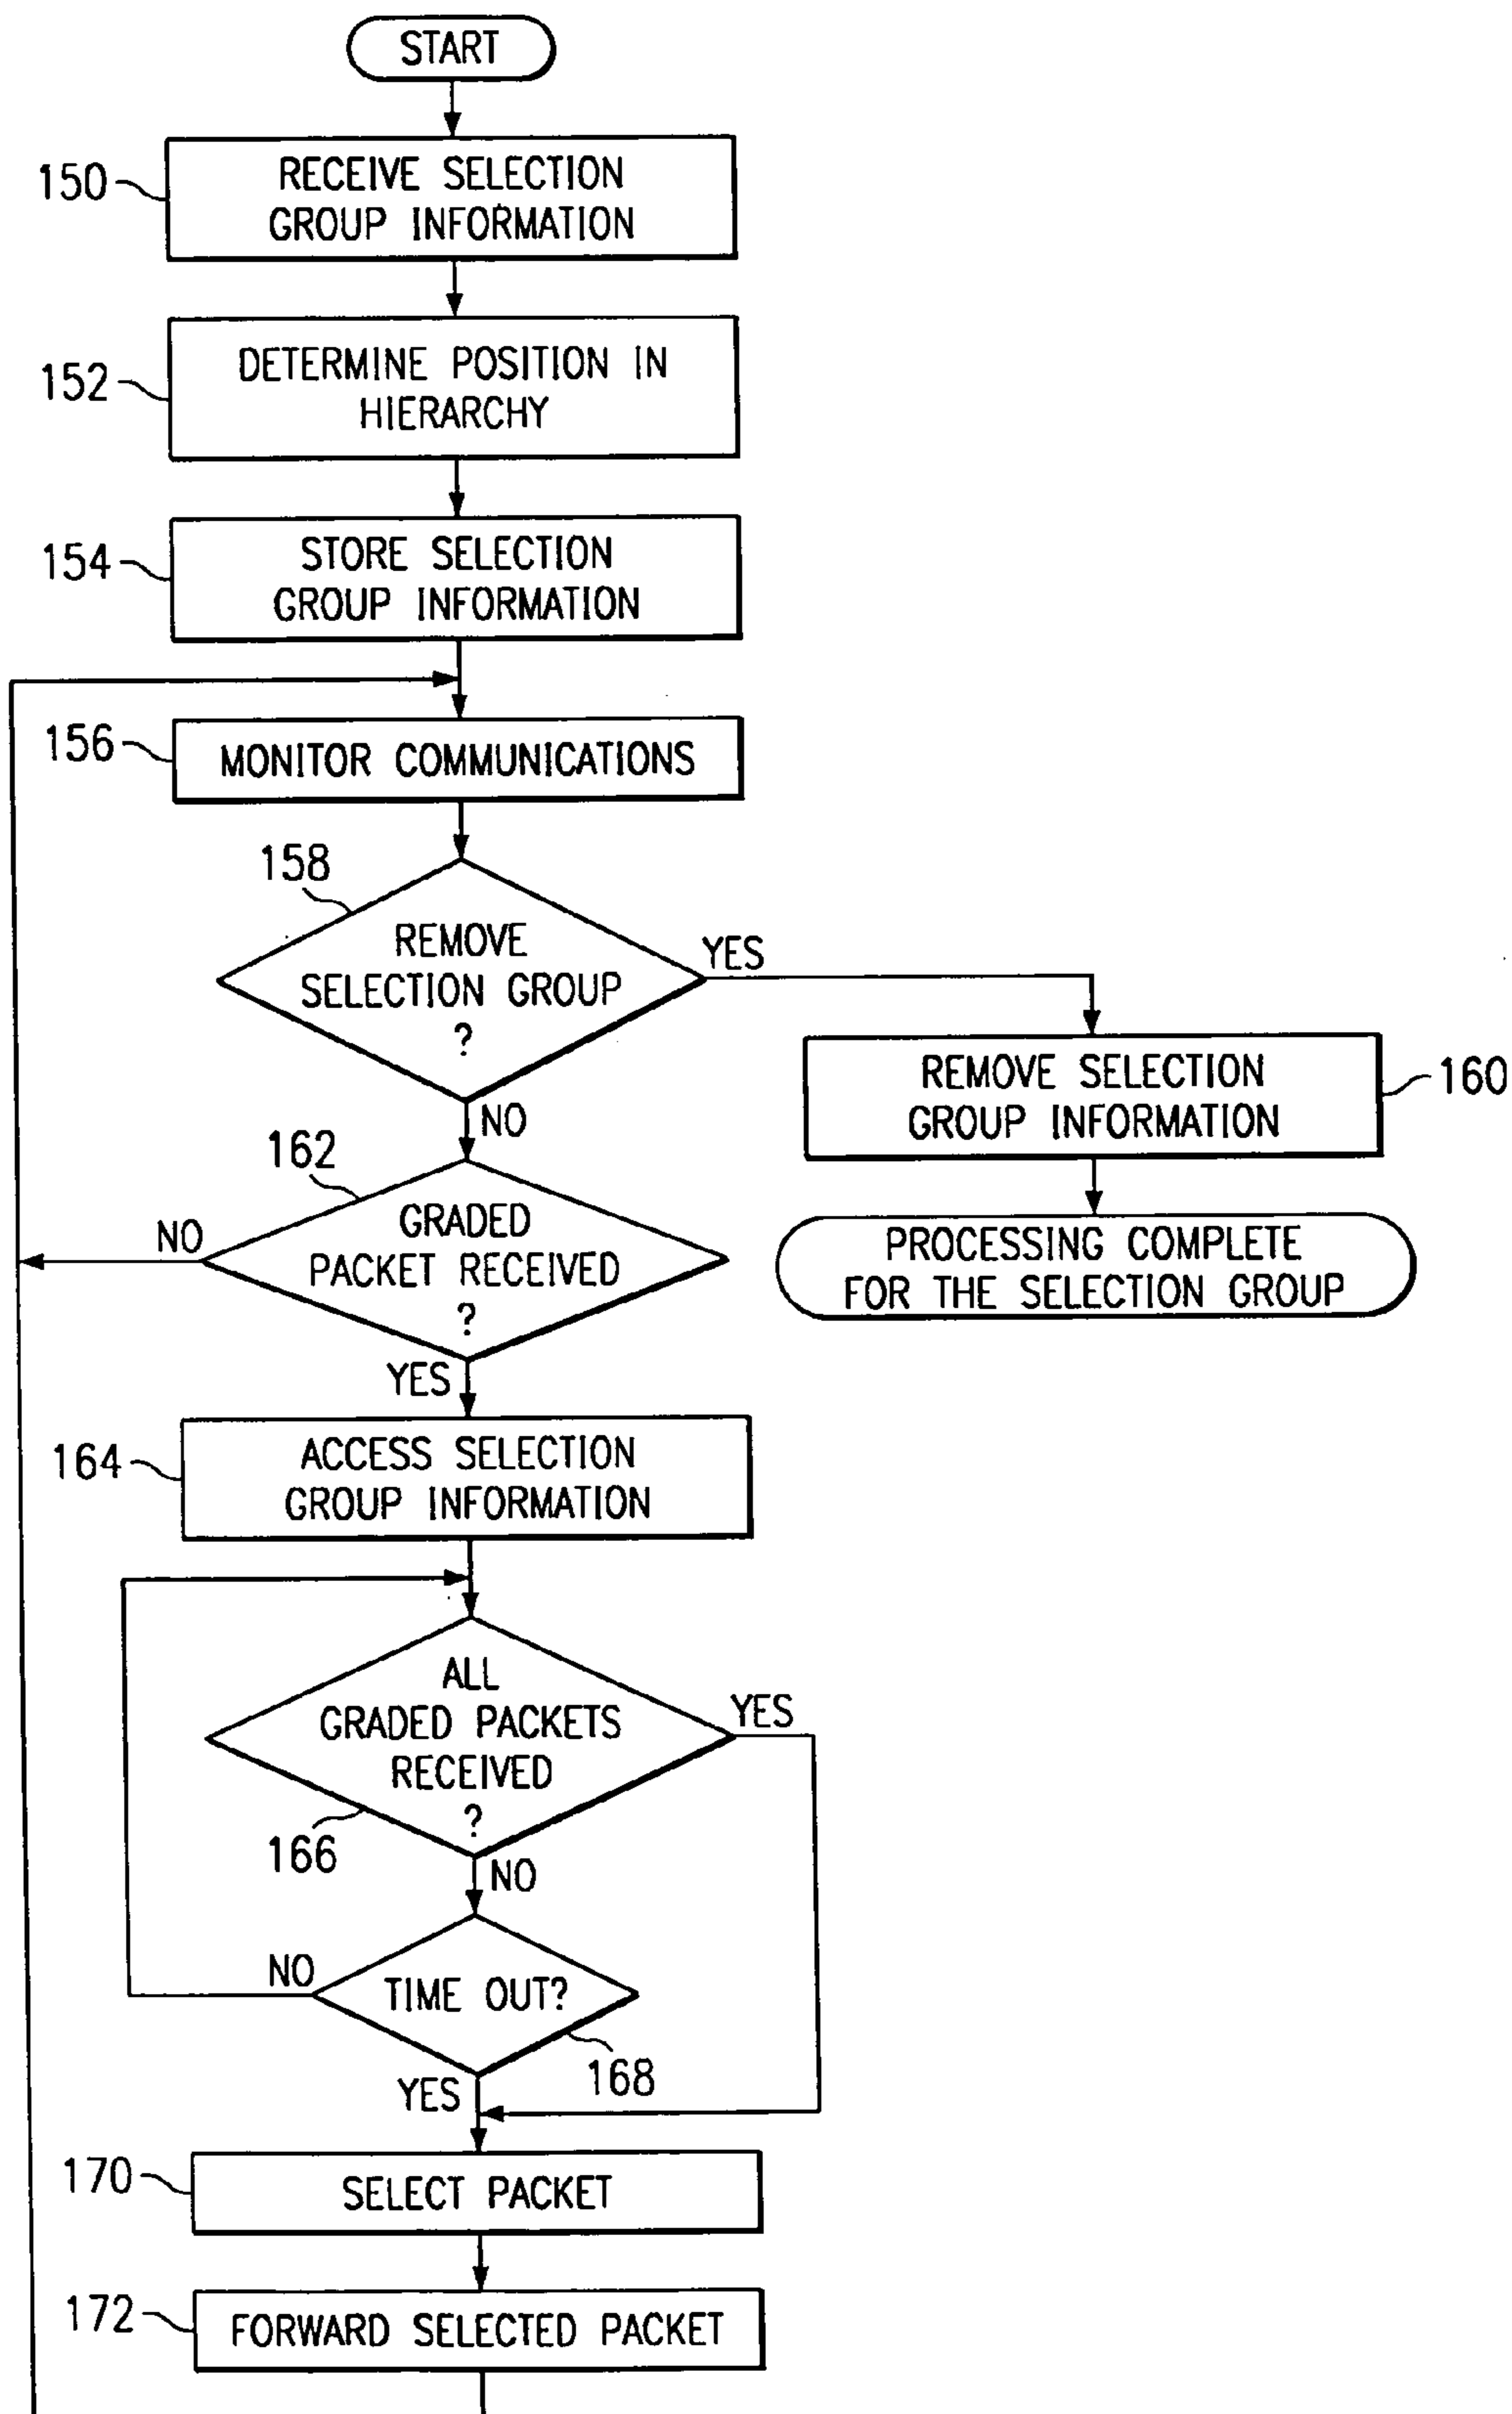 START
150
RECEIVE SELECTION
GROUP INFORMATION
152
DETERMINE POSITION IN
HIERARCHY
154
STORE SELECTION
GROUP INFORMATION
156
MONITOR COMMUNICATIONS
158
REMOVE
SELECTION GROUP
?
YES
NO
REMOVE SELECTION
GROUP INFORMATION
160
PROCESSING COMPLETE
FOR THE SELECTION GROUP
162
GRADED
PACKET RECEIVED
?
NO
YES
164
ACCESS SELECTION
GROUP INFORMATION
ALL
GRADED PACKETS
RECEIVED
?
YES
166
NO
TIME OUT?
NO
168
YES
170
SELECT PACKET
172
FORWARD SELECTED PACKET